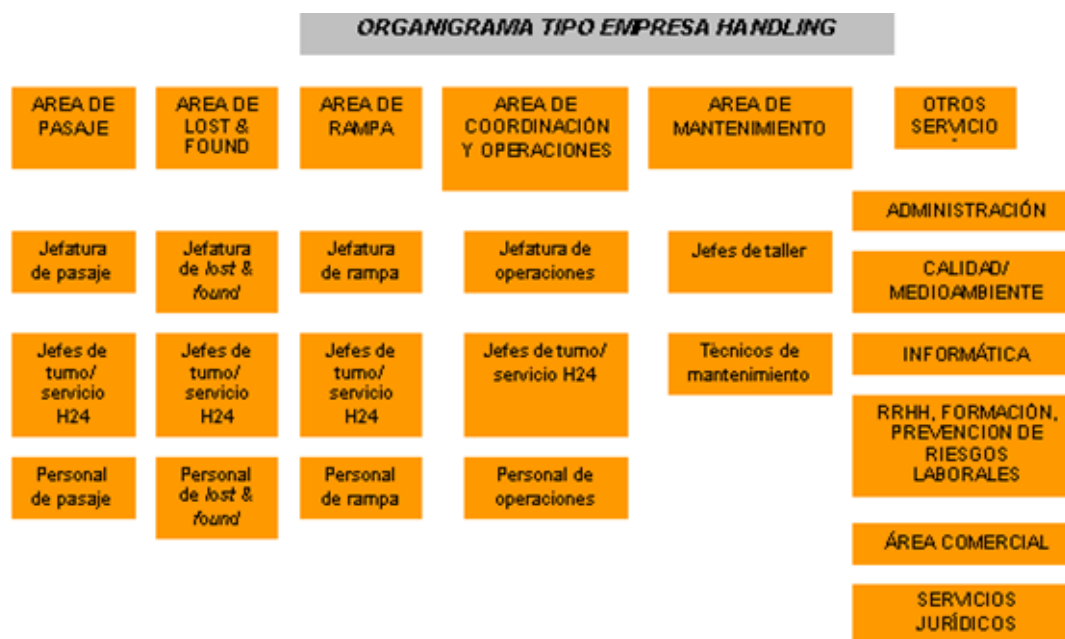 ORGANIGRAMA TIPO EMPRESA HANDLING
AREA DE
PASAJE
AREA DE
LOST &
FOUND
AREA DE
RAMPA
AREA DE
COORDINACIÓN
Y OPERACIONES
AREA DE
MANTENIMIENTO
OTROS
SERVICIO
Jefatura
de pasaje
Jefatura
de lost &
found
Jefatura
de rampa
Jefatura de
operaciones
Jefes de taller
Jefes de
turno/
servicio
H24
Jefes de
turno/
servicio
H24
Jefes de
turno/
servicio
H24
Jefes de turno/
servicio H24
Técnicos de
mantenimiento
Personal
de pasaje
Personal
de lost &
found
Personal
de rampa
Personal de
operaciones
ADMINISTRACIÓN
CALIDAD/
MEDIOAMBIENTE
INFORMÁTICA
RRHH, FORMACIÓN,
PREVENCION DE
RIESGOS
LABORALES
ÁREA COMERCIAL
SERVICIOS
JURÍDICOS